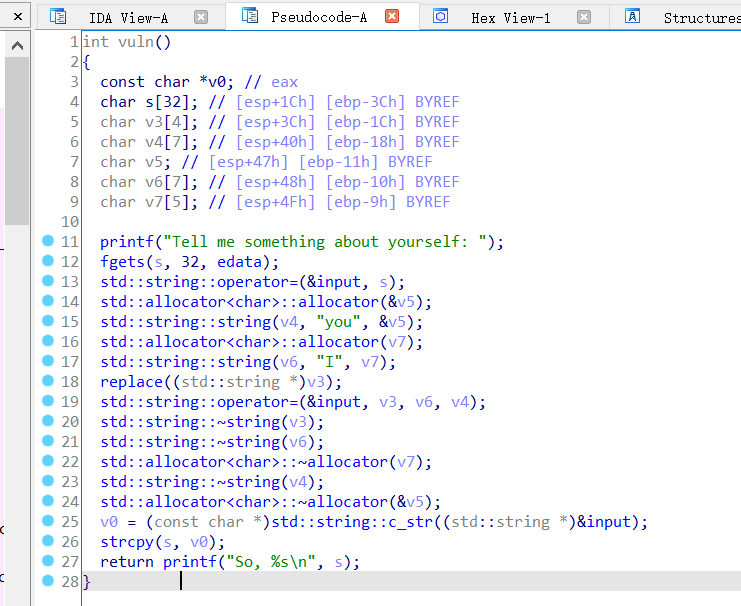 IDA View-A Pseudocode-A Hex View-1 Structures
1 int vuln()
2 {
3 const char *v0; // eax
4 char s[32]; // [esp+1Ch] [ebp-3Ch] BYREF
5 char v3[4]; // [esp+3Ch] [ebp-1Ch] BYREF
6 char v4[7]; // [esp+40h] [ebp-18h] BYREF
7 char v5; // [esp+47h] [ebp-11h] BYREF
8 char v6[7]; // [esp+48h] [ebp-10h] BYREF
9 char v7[5]; // [esp+4Fh] [ebp-9h] BYREF
10
11 printf("Tell me something about yourself: ");
12 fgets(s, 32, edata);
13 std::string::operator=(&input, s);
14 std::allocator<char>::allocator(&v5);
15 std::string::string(v4, "you", &v5);
16 std::allocator<char>::allocator(v7);
17 std::string::string(v6, "I", v7);
18 replace((std::string *)v3);
19 std::string::operator=(&input, v3, v6, v4);
20 std::string::~string(v3);
21 std::string::~string(v6);
22 std::allocator<char>::~allocator(v7);
23 std::string::~string(v4);
24 std::allocator<char>::~allocator(&v5);
25 v0 = (const char *)std::string::c_str((std::string *)&input);
26 strcpy(s, v0);
27 return printf("So, %s\n", s);
28 }